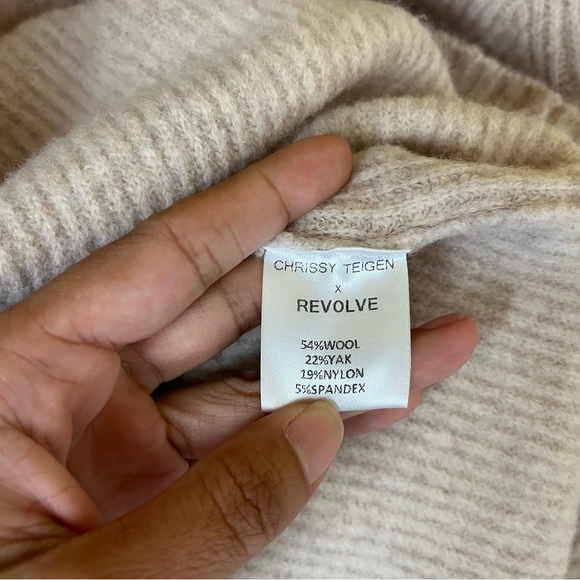 CHRISSY TEIGEN
x
REVOLVE
54%WOOL
22%YAK
19%NYLON
5%SPANDEX